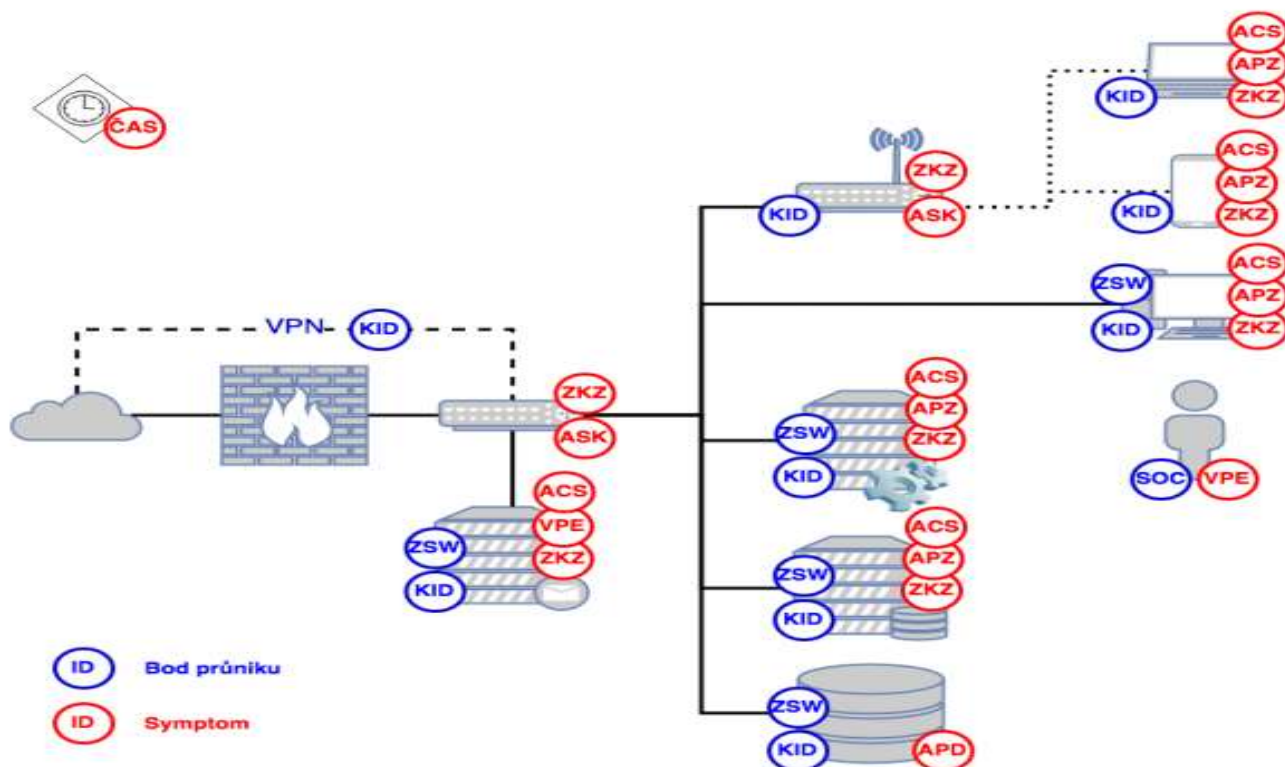 ČAS
ACS
APZ
KID
ZKZ
ZKZ
KID
ASK
ACS
APZ
KID
ZKZ
ACS
ZSW
APZ
KID
ZKZ
VPN
KID
ZKZ
ASK
ACS
APZ
ZSW
ZKZ
KID
SOC
VPE
ACS
VPE
ZSW
ZKZ
KID
ACS
APZ
ZSW
ZKZ
KID
ZSW
KID
APD
ID Bod průniku
ID Symptom